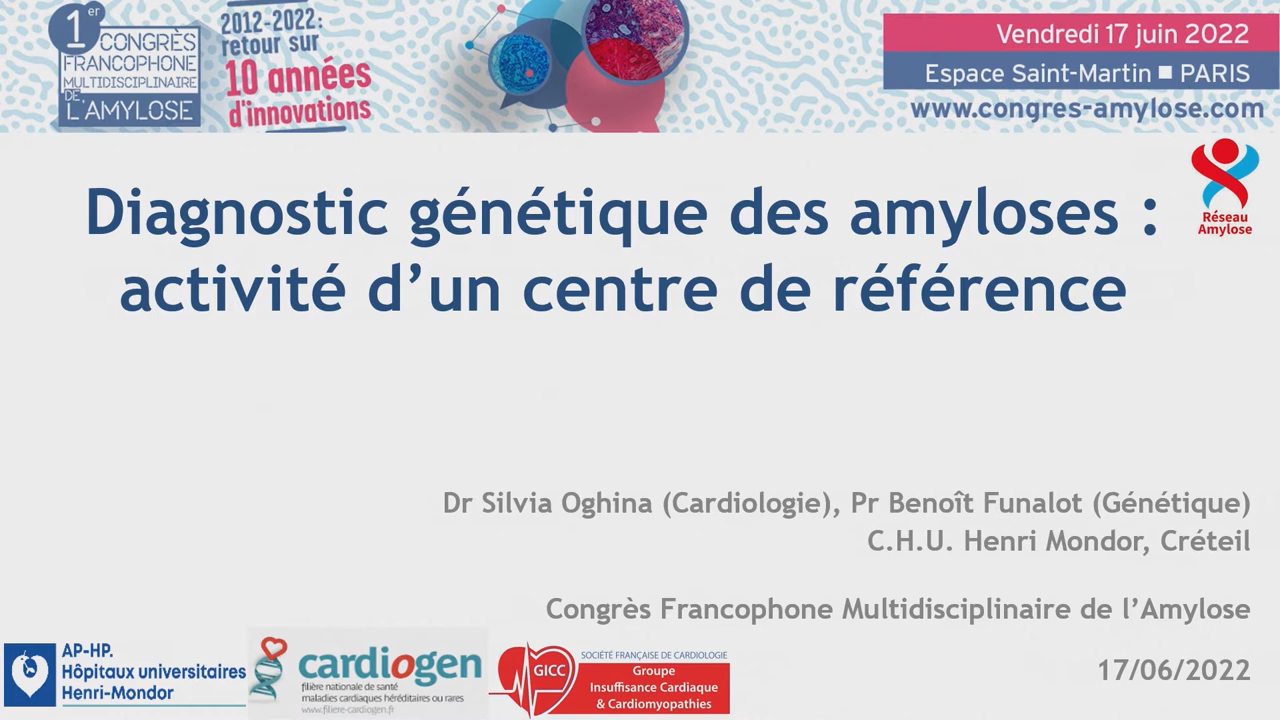 1er
CONGRÈS
FRANCOPHONE
MULTIDISCIPLINAIRE
DE
L'AMYLOSE
2012-2022:
retour sur
10 années
d'innovations
Vendredi 17 juin 2022
Espace Saint-Martin ■ PARIS
www.congres-amylose.com
Réseau
Amylose
Diagnostic génétique des amyloses :
activité d’un centre de référence
Dr Silvia Oghina (Cardiologie), Pr Benoît Funalot (Génétique)
C.H.U. Henri Mondor, Créteil
Congrès Francophone Multidisciplinaire de l’Amylose
17/06/2022
AP-HP.
Hôpitaux universitaires
Henri-Mondor
cardiogen
filière nationale de santé
maladies cardiaques héréditaires ou rares
www.filiere-cardiogen.fr
SOCIÉTÉ FRANÇAISE DE CARDIOLOGIE
GICC
Groupe
Insuffisance Cardiaque
& Cardiomyopathies